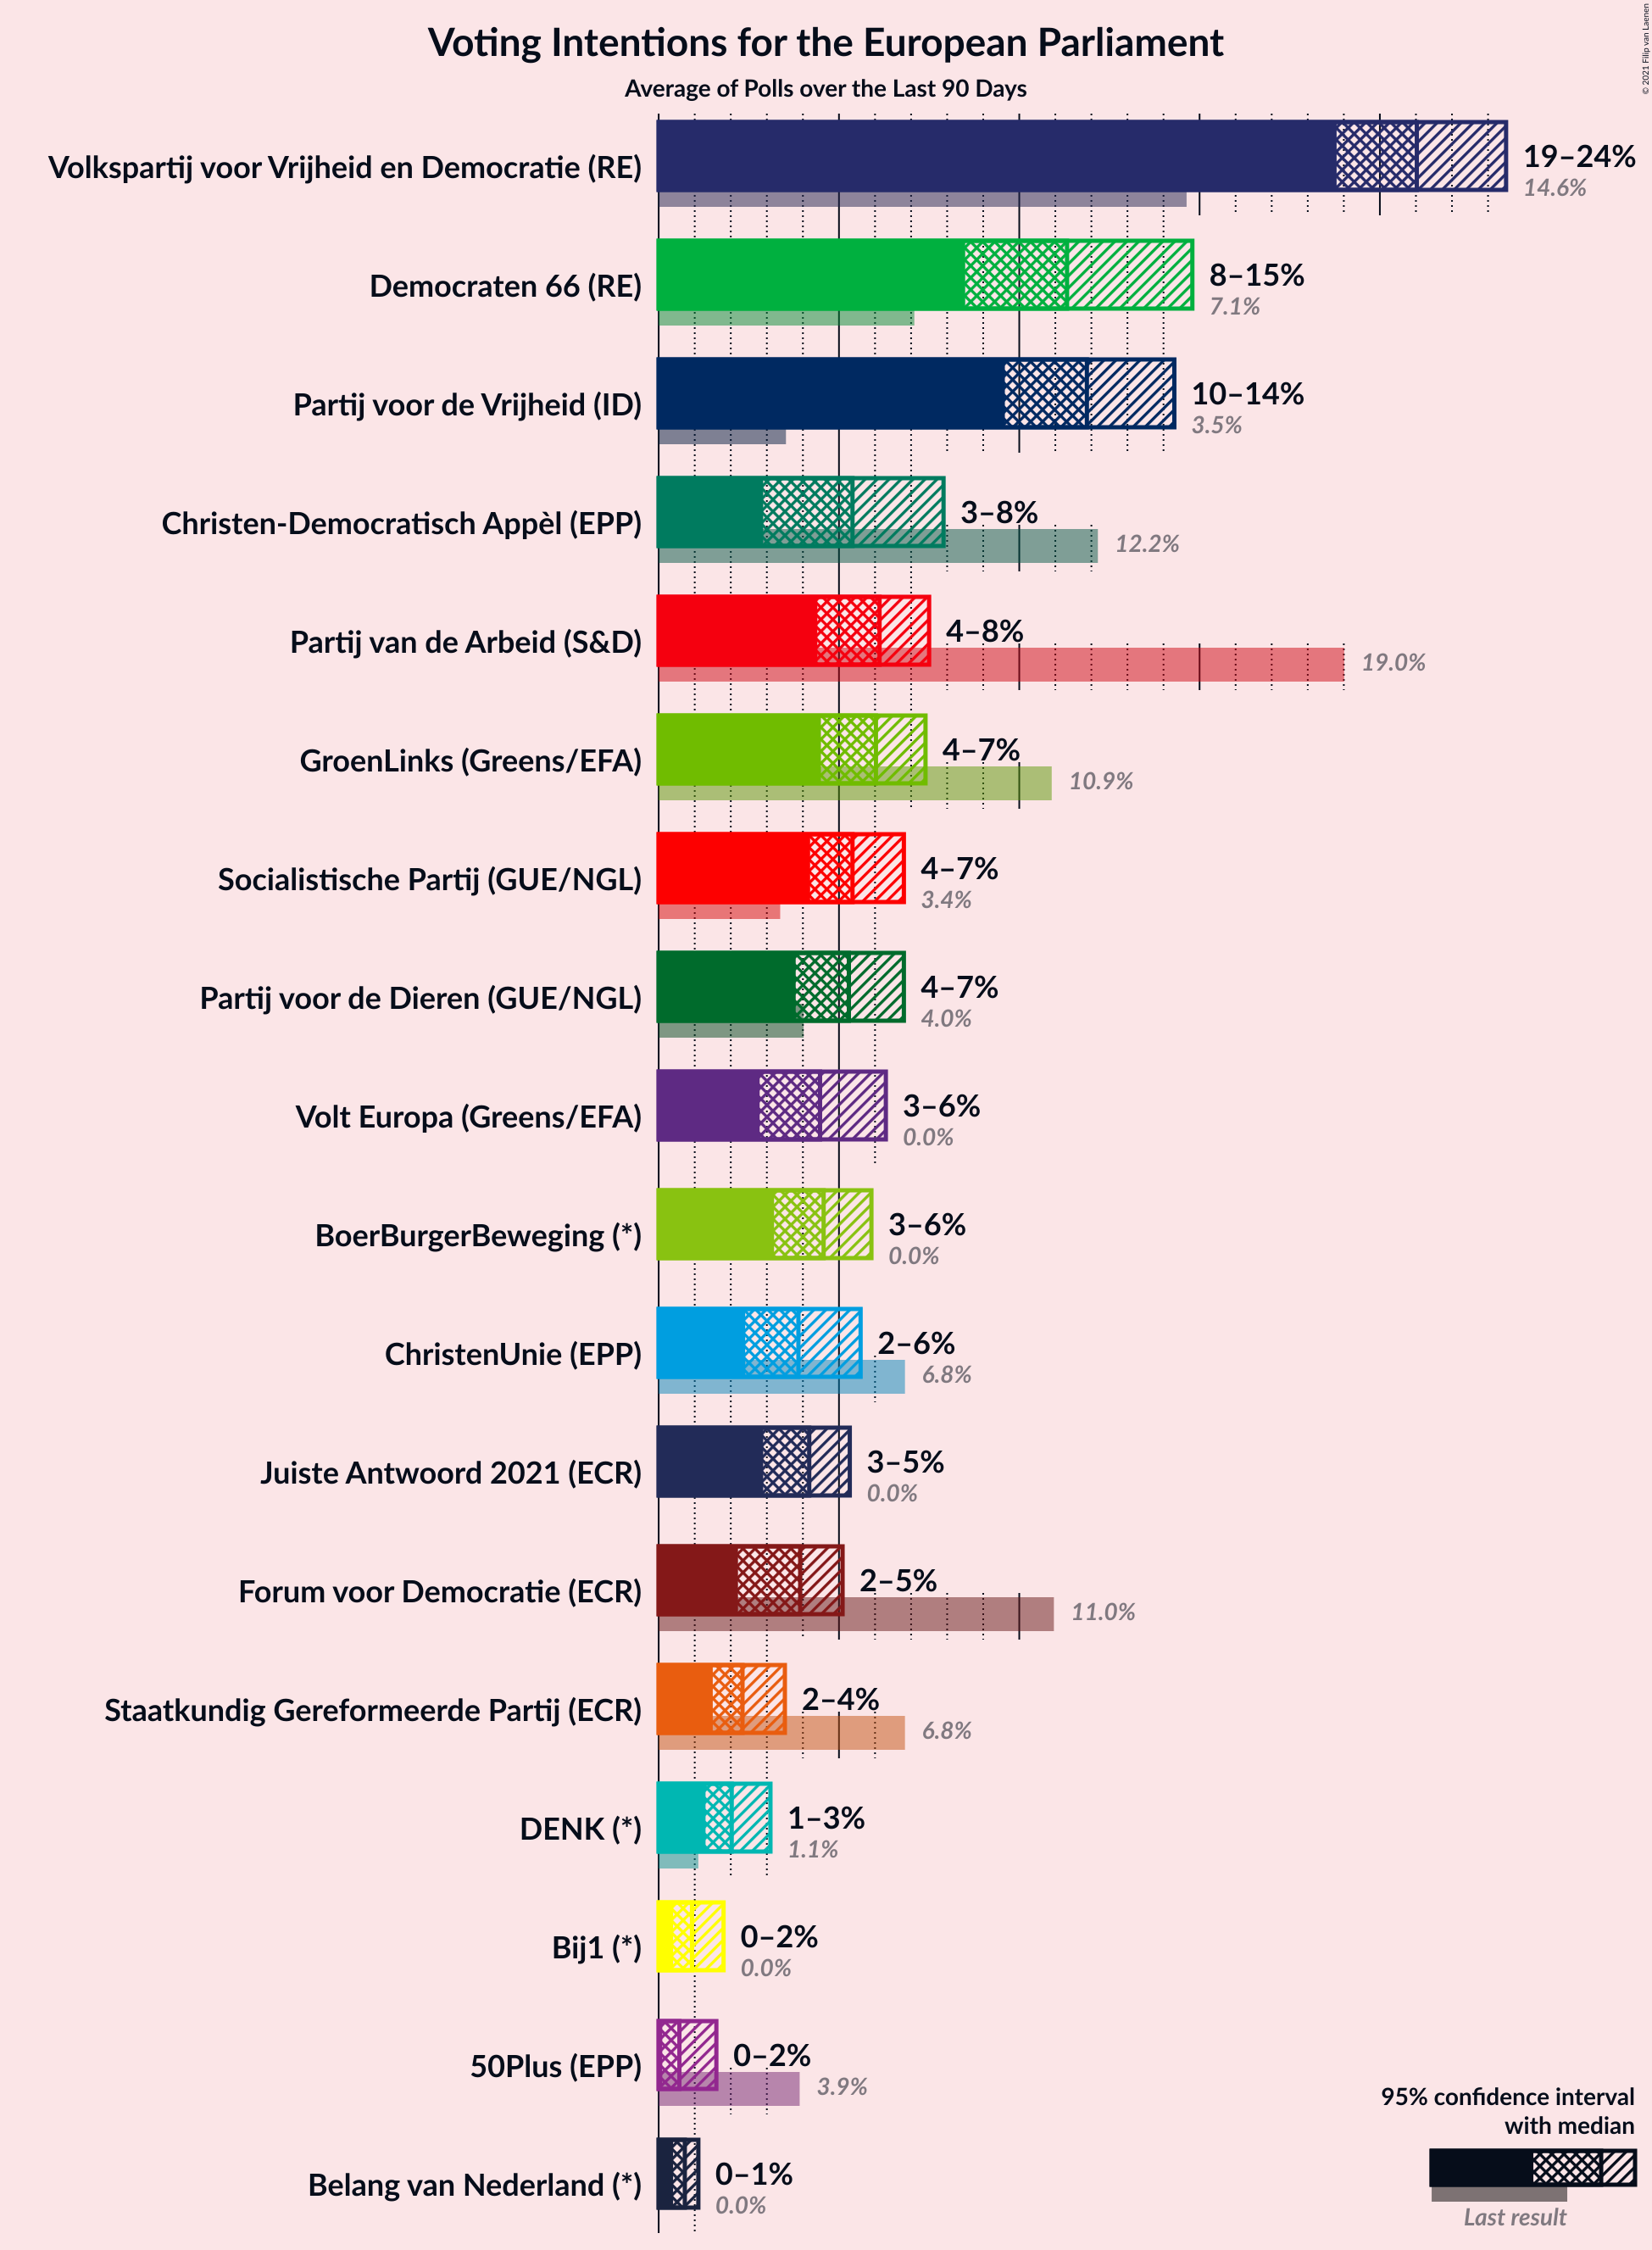 © 2021 Filip van Laenen
Voting Intentions for the European Parliament
Average of Polls over the Last 90 Days
Volkspartij voor Vrijheid en Democratie (RE)
19–24%
14.6%
Democraten 66 (RE)
8–15%
7.1%
Partij voor de Vrijheid (ID)
10–14%
3.5%
Christen-Democratisch Appèl (EPP)
3–8%
12.2%
Partij van de Arbeid (S&D)
4–8%
19.0%
GroenLinks (Greens/EFA)
4–7%
10.9%
Socialistische Partij (GUE/NGL)
4–7%
3.4%
Partij voor de Dieren (GUE/NGL)
4–7%
4.0%
Volt Europa (Greens/EFA)
3–6%
0.0%
BoerBurgerBeweging (*)
3–6%
0.0%
ChristenUnie (EPP)
2–6%
6.8%
Juiste Antwoord 2021 (ECR)
3–5%
0.0%
Forum voor Democratie (ECR)
2–5%
11.0%
Staatkundig Gereformeerde Partij (ECR)
2–4%
6.8%
DENK (*)
1–3%
1.1%
Bij1 (*)
0–2%
0.0%
50Plus (EPP)
0–2%
3.9%
Belang van Nederland (*)
0–1%
0.0%
95% confidence interval
with median
Last result